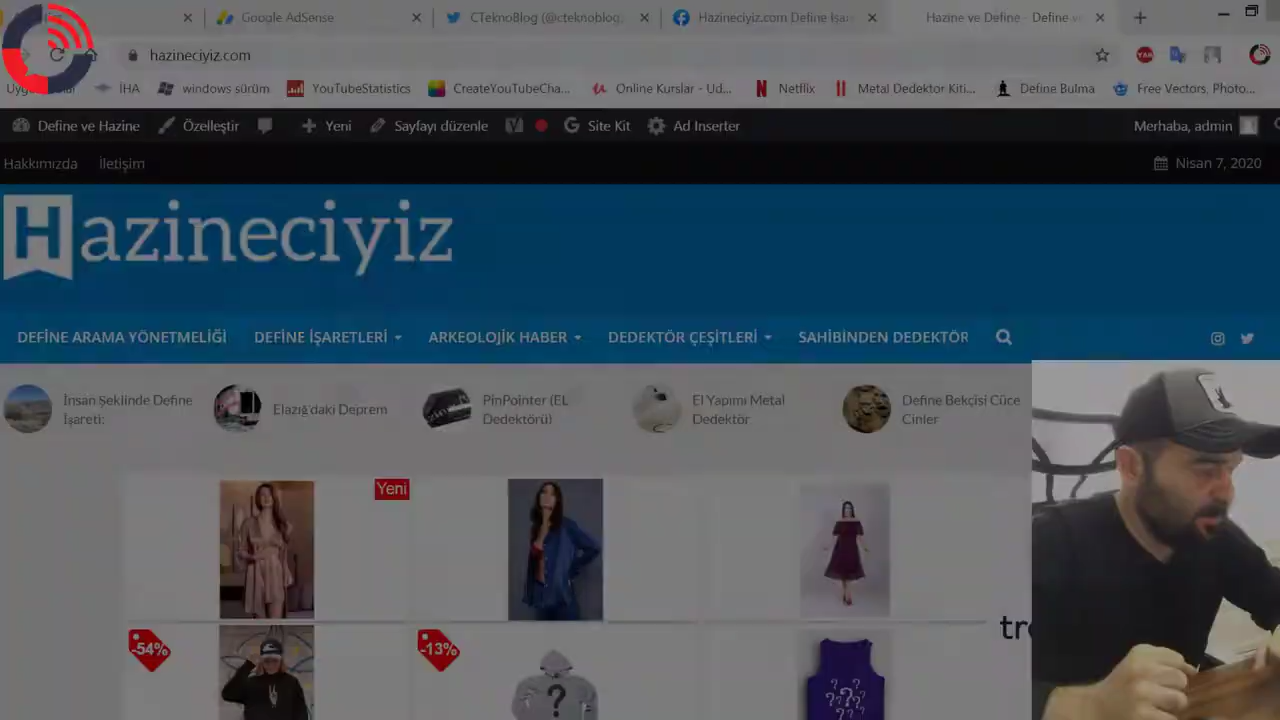 Google AdSense
CTeknoBlog (@cteknoblog
Hazineciyiz.com Define İşar
Hazine ve Define - Define ve
hazineciyiz.com
İHA
windows sürüm
YouTubeStatistics
CreateYouTubeCha...
Online Kurslar - Ud...
Netflix
Metal Dedektor Kiti...
Define Bulma
Free Vectors, Photo...
Define ve Hazine
Özelleştir
Yeni
Sayfayı düzenle
Site Kit
Ad Inserter
Merhaba, admin
Hakkımızda
İletişim
Nisan 7, 2020
Hazineciyiz
DEFİNE ARAMA YÖNETMELİĞİ
DEFİNE İŞARETLERİ
ARKEOLOJİK HABER
DEDEKTÖR ÇEŞİTLERİ
SAHİBİNDEN DEDEKTÖR
İnsan Şeklinde Define
İşareti:
Elazığ'daki Deprem
PinPointer (EL
Dedektörü)
El Yapımı Metal
Dedektör
Define Bekçisi Cüce
Cinler
Yeni
-54%
-13%